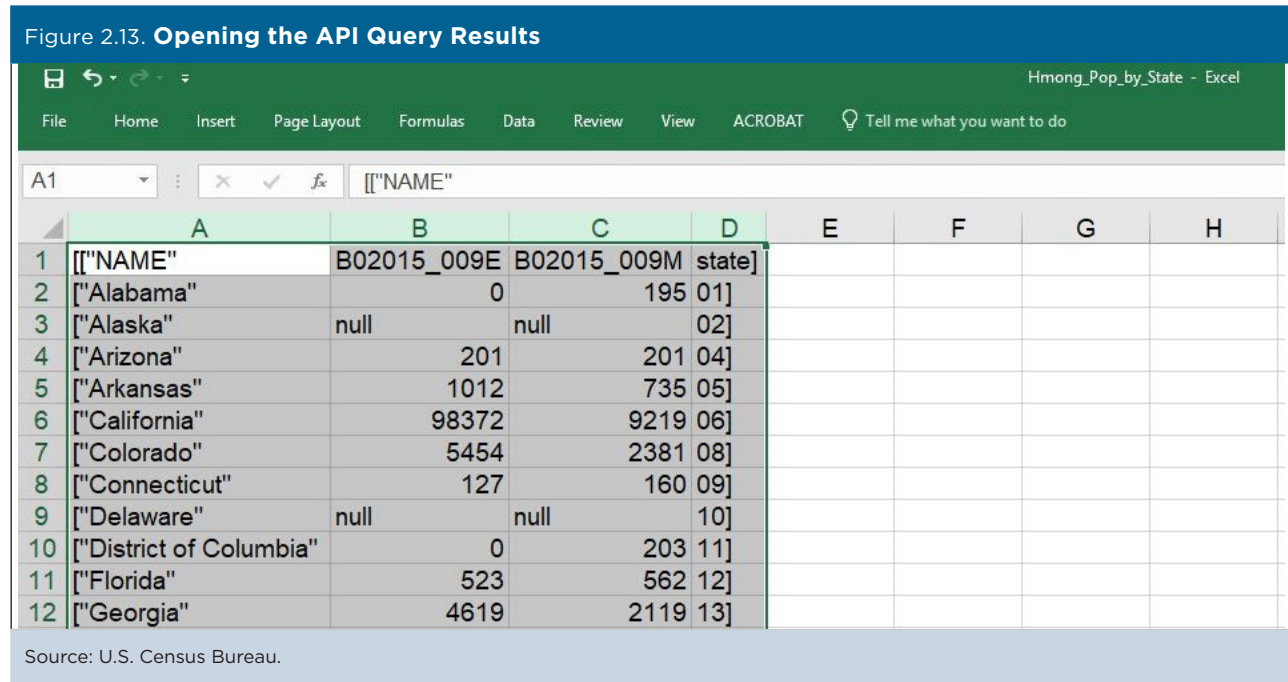 Figure 2.13. Opening the API Query Results
Hmong_Pop_by_State - Excel
File Home Insert Page Layout Formulas Data Review View ACROBAT Tell me what you want to do
A1 fx [["NAME"
A B C D E F G H
1 [["NAME" B02015_009E B02015_009M state]
2 ["Alabama" 0 195 01]
3 ["Alaska" null null 02]
4 ["Arizona" 201 201 04]
5 ["Arkansas" 1012 735 05]
6 ["California" 98372 9219 06]
7 ["Colorado" 5454 2381 08]
8 ["Connecticut" 127 160 09]
9 ["Delaware" null null 10]
10 ["District of Columbia" 0 203 11]
11 ["Florida" 523 562 12]
12 ["Georgia" 4619 2119 13]
Source: U.S. Census Bureau.